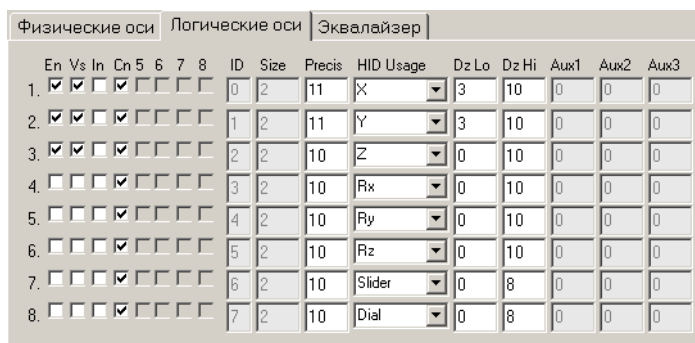 Физические оси Логические оси Эквалайзер
En Vs In Cn 5 6 7 8 ID Size Precis HID Usage Dz Lo Dz Hi Aux1 Aux2 Aux3
1. 0 2 11 X 3 10 0 0 0
2. 1 2 11 Y 3 10 0 0 0
3. 2 2 10 Z 0 10 0 0 0
4. 3 2 10 Rx 0 10 0 0 0
5. 4 2 10 Ry 0 10 0 0 0
6. 5 2 10 Rz 0 10 0 0 0
7. 6 2 10 Slider 0 8 0 0 0
8. 7 2 10 Dial 0 8 0 0 0